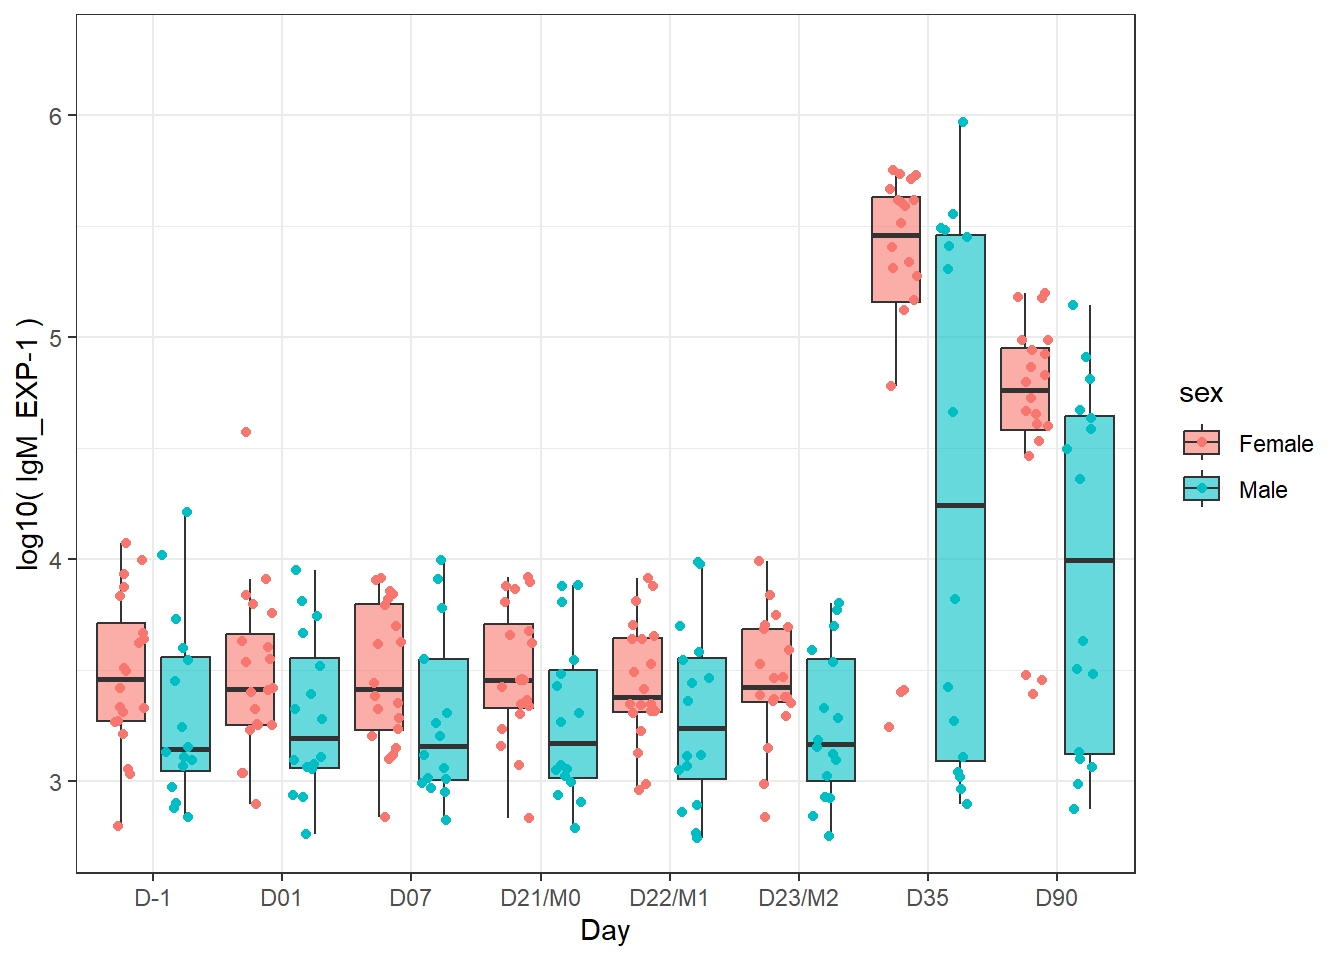 6
5
4
3
log10( IgM_EXP-1 )
D-1 D01 D07 D21/M0 D22/M1 D23/M2 D35 D90
Day
sex
Female
Male